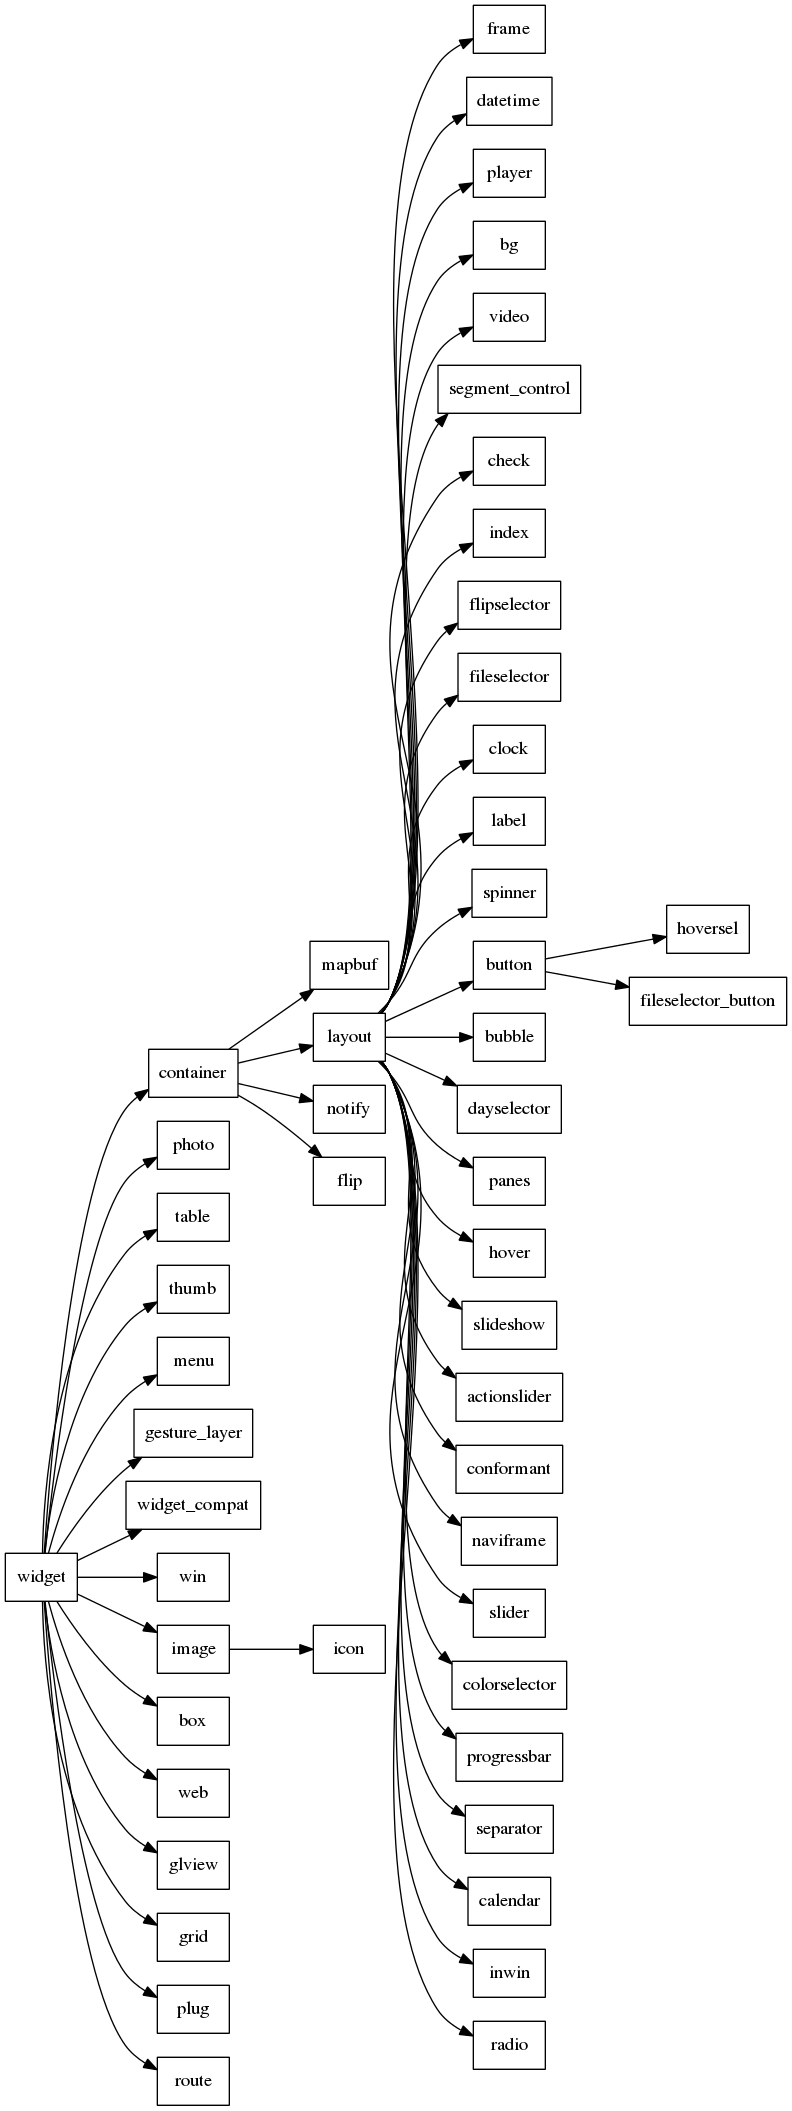 frame
datetime
player
bg
video
segment_control
check
index
flipselector
fileselector
clock
label
spinner
button
hoversel
mapbuf
fileselector_button
layout
bubble
container
notify
dayselector
photo
flip
panes
table
hover
thumb
slideshow
menu
actionslider
gesture_layer
conformant
widget_compat
naviframe
widget
win
slider
image
icon
colorselector
box
progressbar
web
separator
glview
calendar
grid
inwin
plug
radio
route